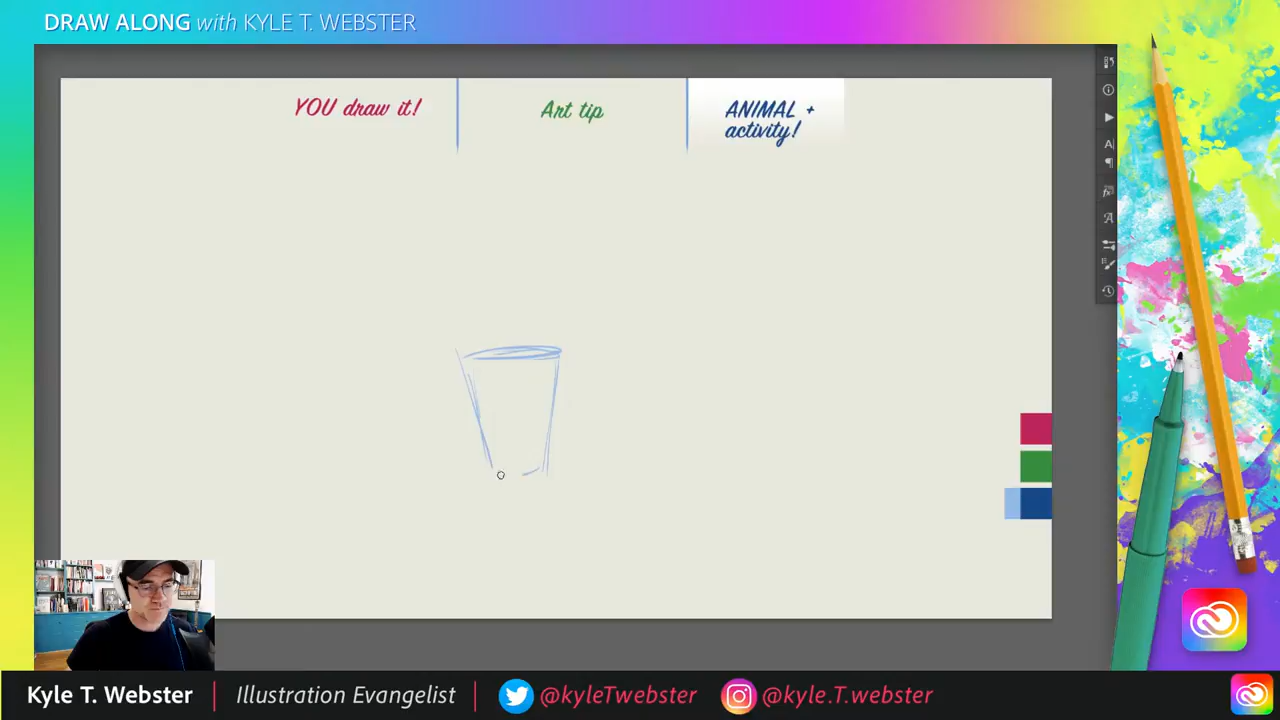 DRAW ALONG with KYLE T. WEBSTER
YOU draw it!
Art tip
ANIMAL +
activity!
Kyle T. Webster | Illustration Evangelist | @kyleTwebster @kyle.T.webster